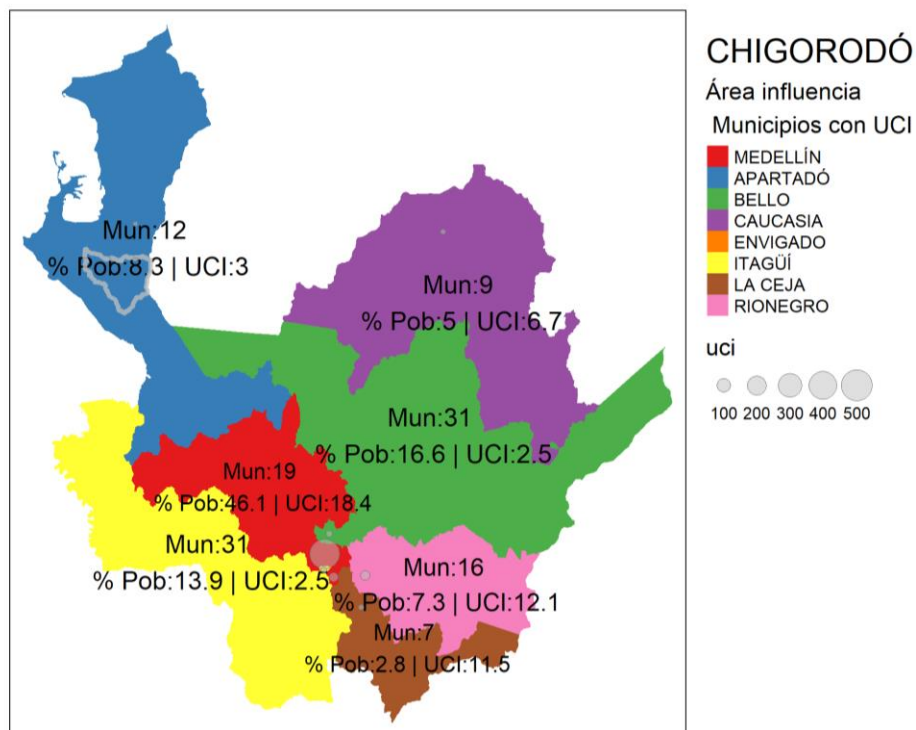 CHIGORODÓ
Área influencia
Municipios con UCI
MEDELLÍN
APARTADÓ
BELLO
CAUCASIA
ENVIGADO
ITAGÜÍ
LA CEJA
RIONEGRO
uci
100 200 300 400 500
Mun:12
% Pob:8.3 | UCI:3
Mun:9
% Pob:5 | UCI:6.7
Mun:31
% Pob:16.6 | UCI:2.5
Mun:19
% Pob:46.1 | UCI:18.4
Mun:31
% Pob:13.9 | UCI:2.5
Mun:16
% Pob:7.3 | UCI:12.1
Mun:7
% Pob:2.8 | UCI:11.5